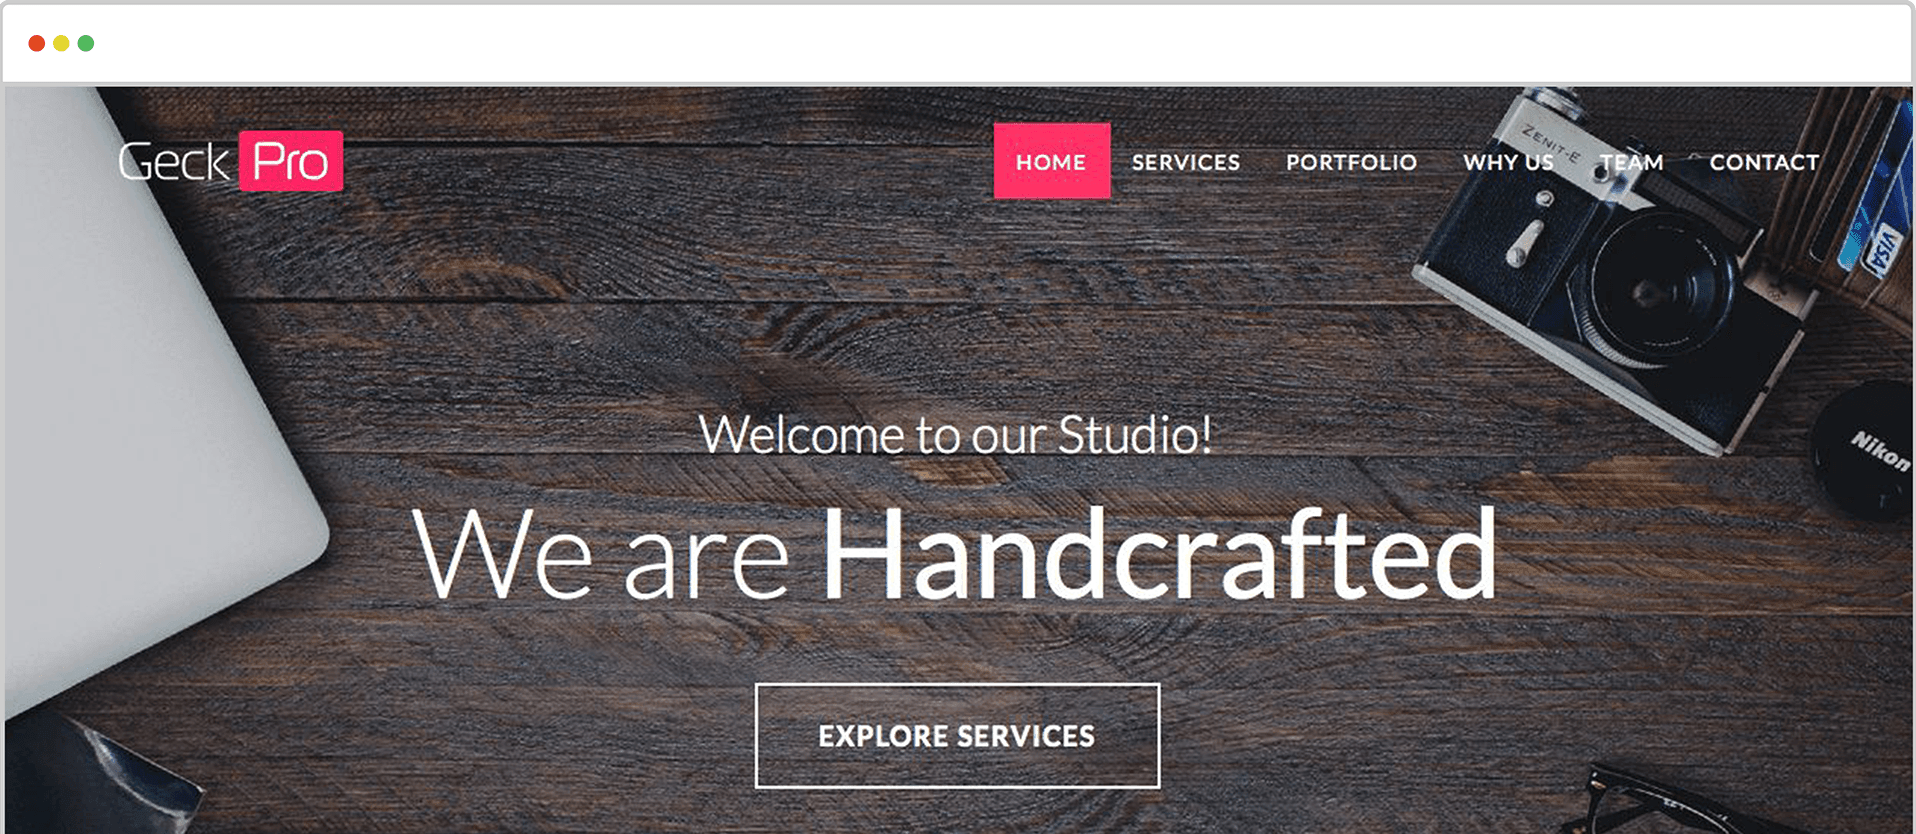 Geck Pro
HOME SERVICES PORTFOLIO WHY US TEAM CONTACT
ZENIT-E
VISA
Welcome to our Studio!
Nikon
We are Handcrafted
EXPLORE SERVICES